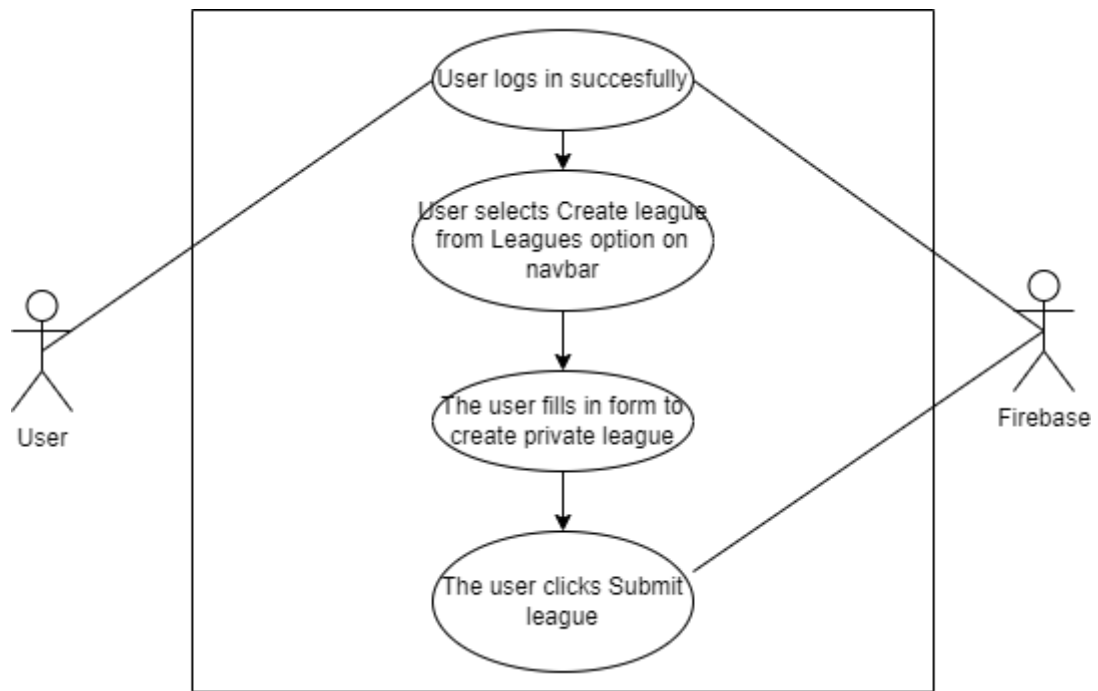 User logs in succesfully
User selects Create league
from Leagues option on
navbar
The user fills in form to
create private league
The user clicks Submit
league
User
Firebase